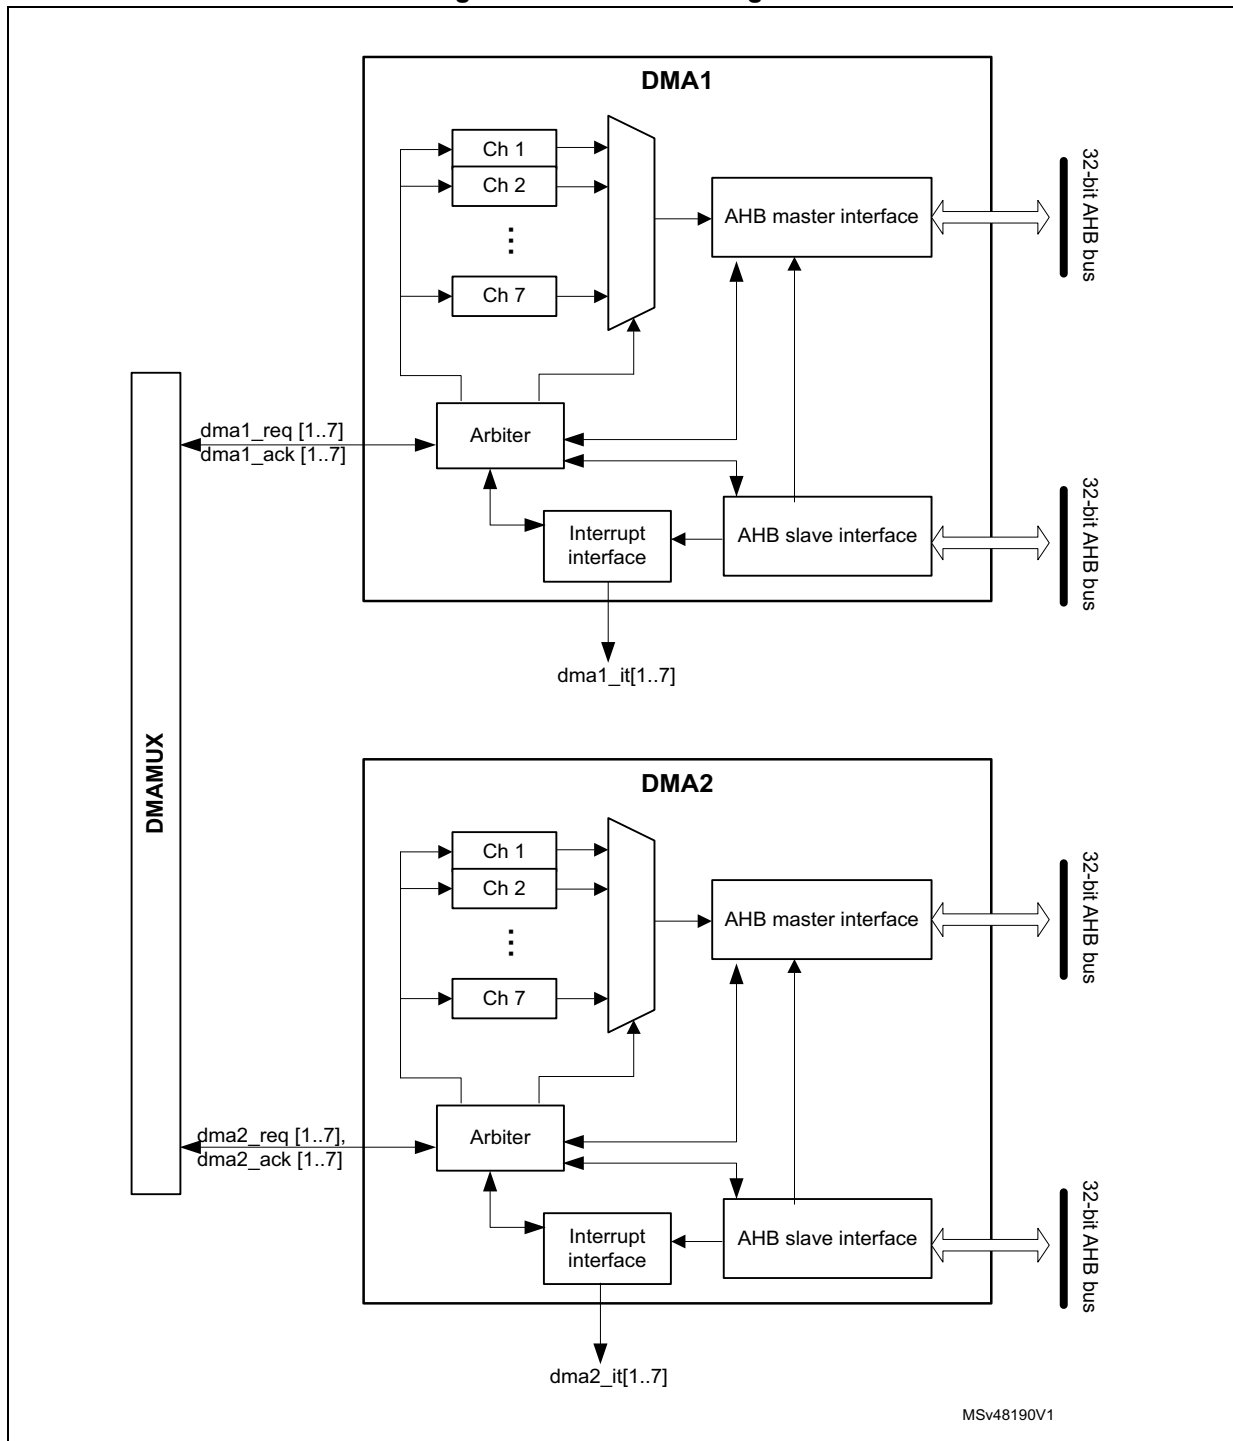 DMA1
Ch 1
Ch 2
Ch 7
AHB master interface
32-bit AHB bus
dma1_req [1..7]
dma1_ack [1..7]
Arbiter
Interrupt
interface
AHB slave interface
32-bit AHB bus
dma1_it[1..7]
DMAMUX
DMA2
Ch 1
Ch 2
Ch 7
AHB master interface
32-bit AHB bus
dma2_req [1..7],
dma2_ack [1..7]
Arbiter
Interrupt
interface
AHB slave interface
32-bit AHB bus
dma2_it[1..7]
MSv48190V1